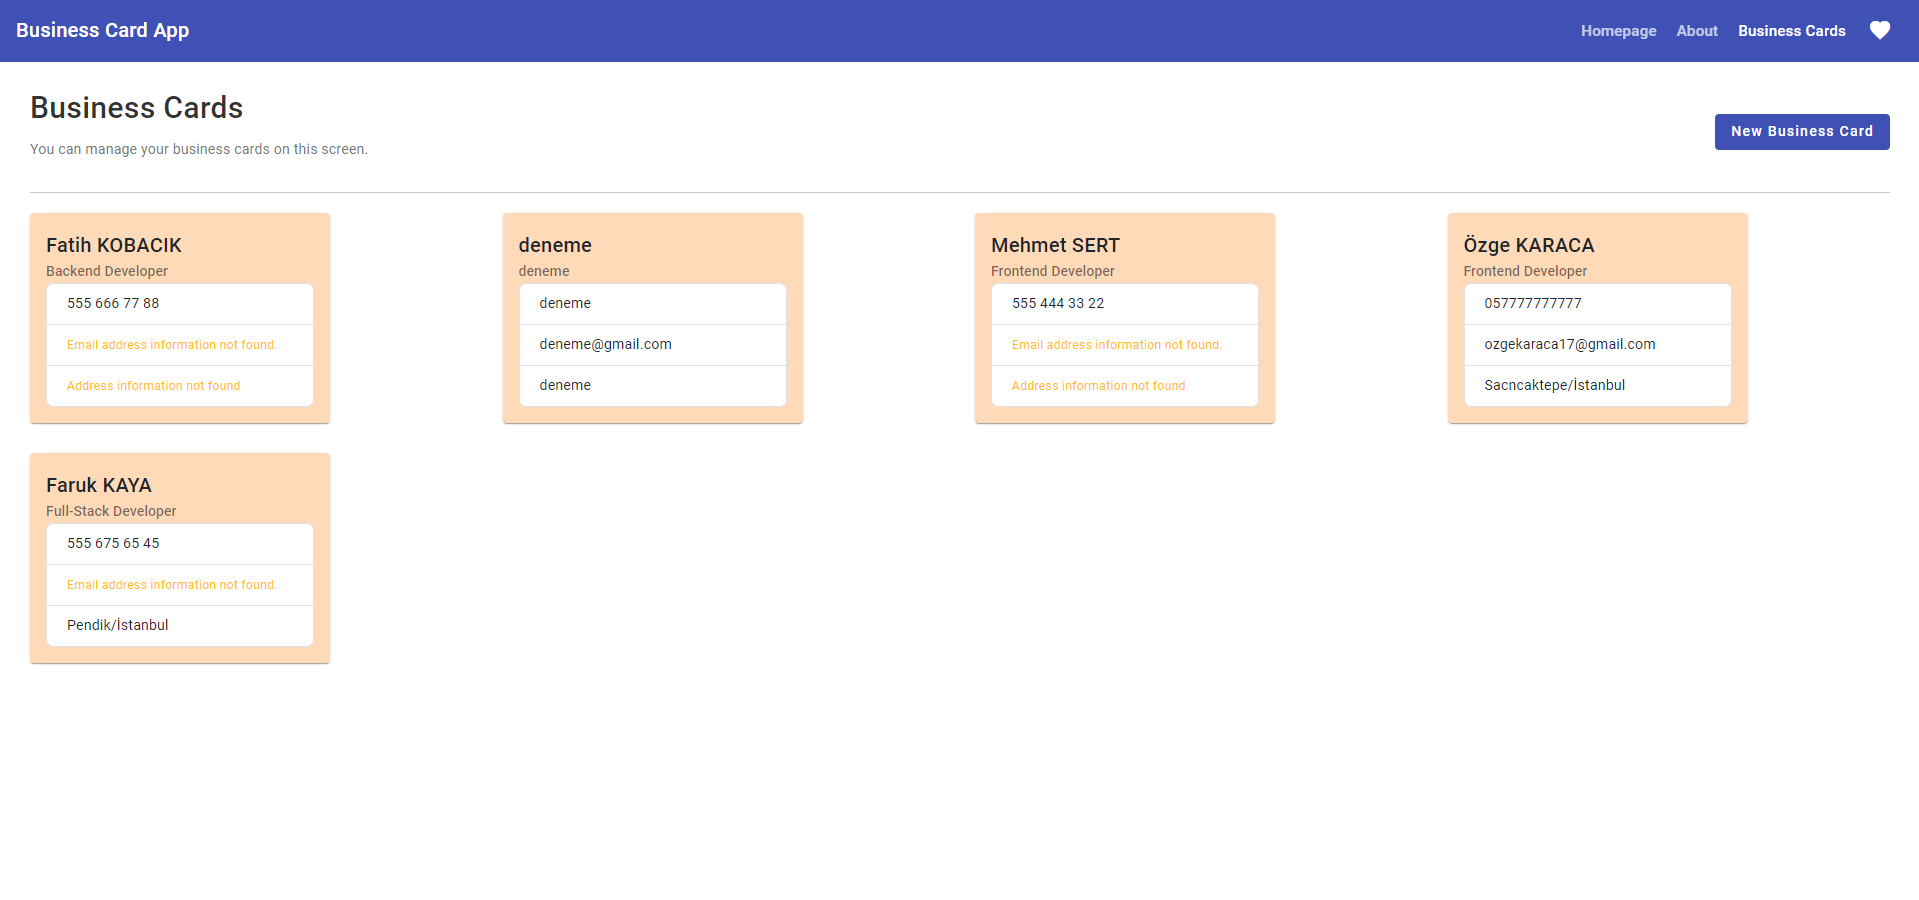 Business Card App
Homepage About Business Cards
Business Cards
You can manage your business cards on this screen.
New Business Card
Fatih KOBACIK
Backend Developer
555 666 77 88
Email address information not found.
Address information not found
deneme
deneme
deneme
deneme@gmail.com
deneme
Mehmet SERT
Frontend Developer
555 444 33 22
Email address information not found.
Address information not found
Özge KARACA
Frontend Developer
057777777777
ozgekaraca17@gmail.com
Sacncaktepe/İstanbul
Faruk KAYA
Full-Stack Developer
555 675 65 45
Email address information not found.
Pendik/İstanbul